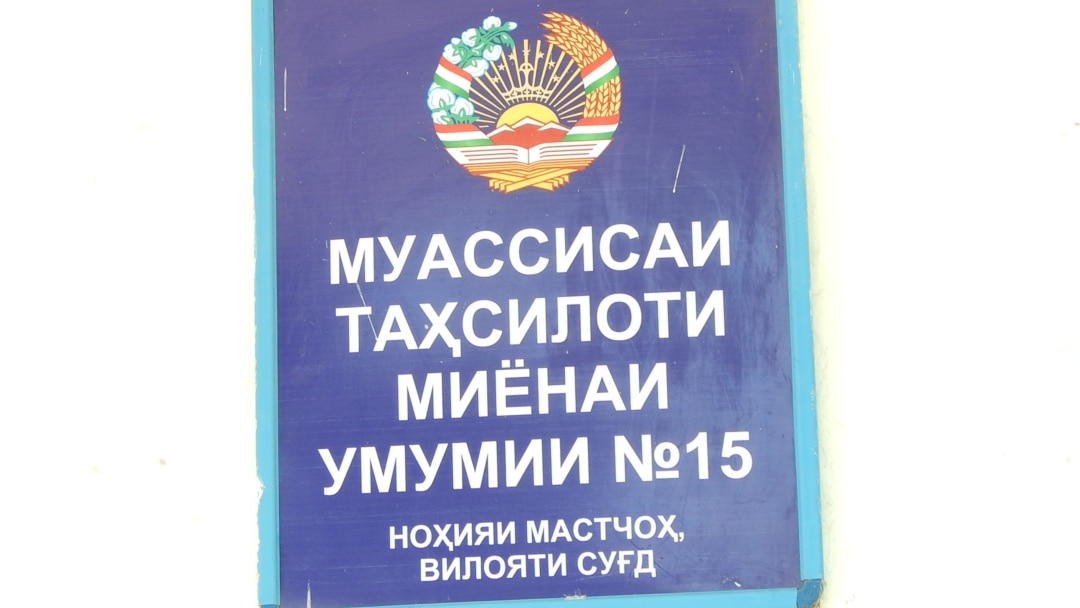 МУАССИСАИ
ТАҲСИЛОТИ
МИЁНАИ
УМУМИИ №15
НОҲИЯИ МАСТЧОҲ,
ВИЛОЯТИ СУҒД